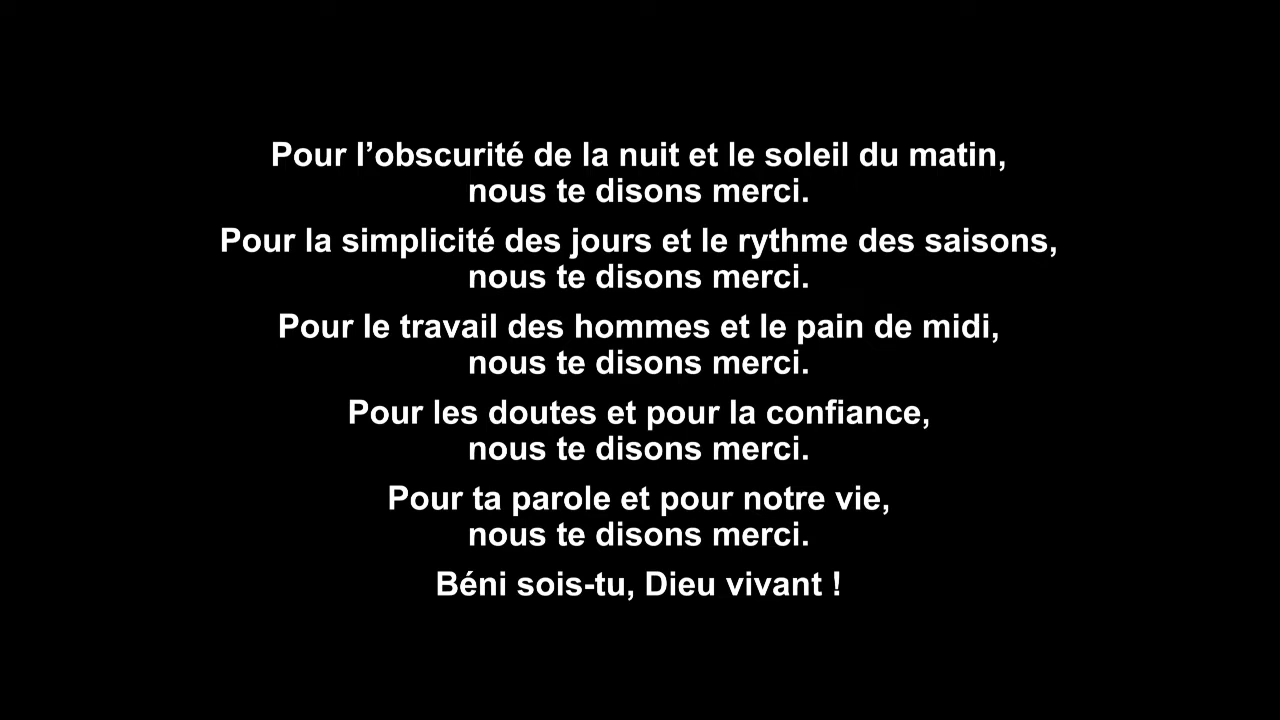 Pour l’obscurité de la nuit et le soleil du matin,
nous te disons merci.
Pour la simplicité des jours et le rythme des saisons,
nous te disons merci.
Pour le travail des hommes et le pain de midi,
nous te disons merci.
Pour les doutes et pour la confiance,
nous te disons merci.
Pour ta parole et pour notre vie,
nous te disons merci.
Béni sois-tu, Dieu vivant !